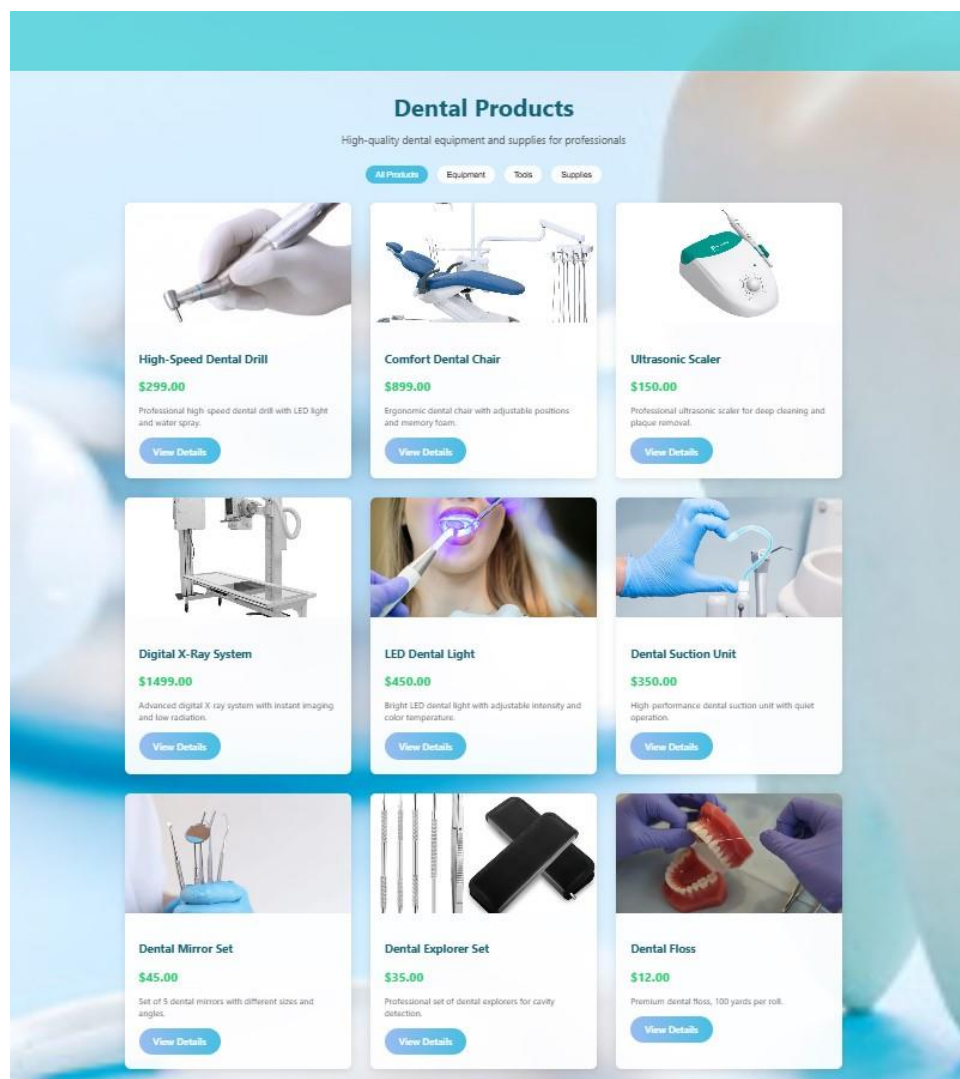 Dental Products
High-quality dental equipment and supplies for professionals
All Products Equipment Tools Supplies
High-Speed Dental Drill
$299.00
Professional high-speed dental drill with LED light
and water spray.
View Details
Comfort Dental Chair
$899.00
Ergonomic dental chair with adjustable positions
and memory foam.
View Details
Ultrasonic Scaler
$150.00
Professional ultrasonic scaler for deep cleaning and
plaque removal.
View Details
Digital X-Ray System
$1499.00
Advanced digital X-ray system with instant imaging
and low radiation.
View Details
LED Dental Light
$450.00
Bright LED dental light with adjustable intensity and
color temperature.
View Details
Dental Suction Unit
$350.00
High-performance dental suction unit with quiet
operation.
View Details
Dental Mirror Set
$45.00
Set of 5 dental mirrors with different sizes and
angles.
View Details
Dental Explorer Set
$35.00
Professional set of dental explorers for cavity
detection.
View Details
Dental Floss
$12.00
Premium dental floss, 100 yards per roll.
View Details